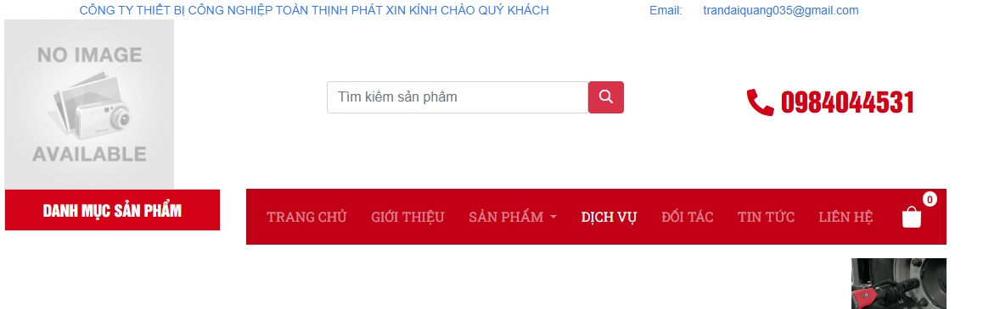 CÔNG TY THIẾT BỊ CÔNG NGHIỆP TOÀN THỊNH PHÁT XIN KÍNH CHÀO QUÝ KHÁCH Email: trandaiquang035@gmail.com
NO IMAGE
AVAILABLE
Tìm kiếm sản phẩm
0984044531
DANH MỤC SẢN PHẨM
TRANG CHỦ GIỚI THIỆU SẢN PHẨM DỊCH VỤ ĐỐI TÁC TIN TỨC LIÊN HỆ 0